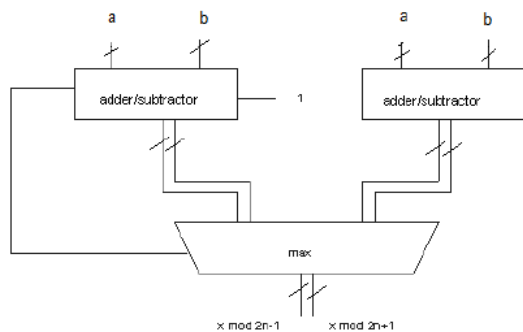 a b a b
adder/subtractor 1 adder/subtractor
max
x mod 2n-1 x mod 2n+1